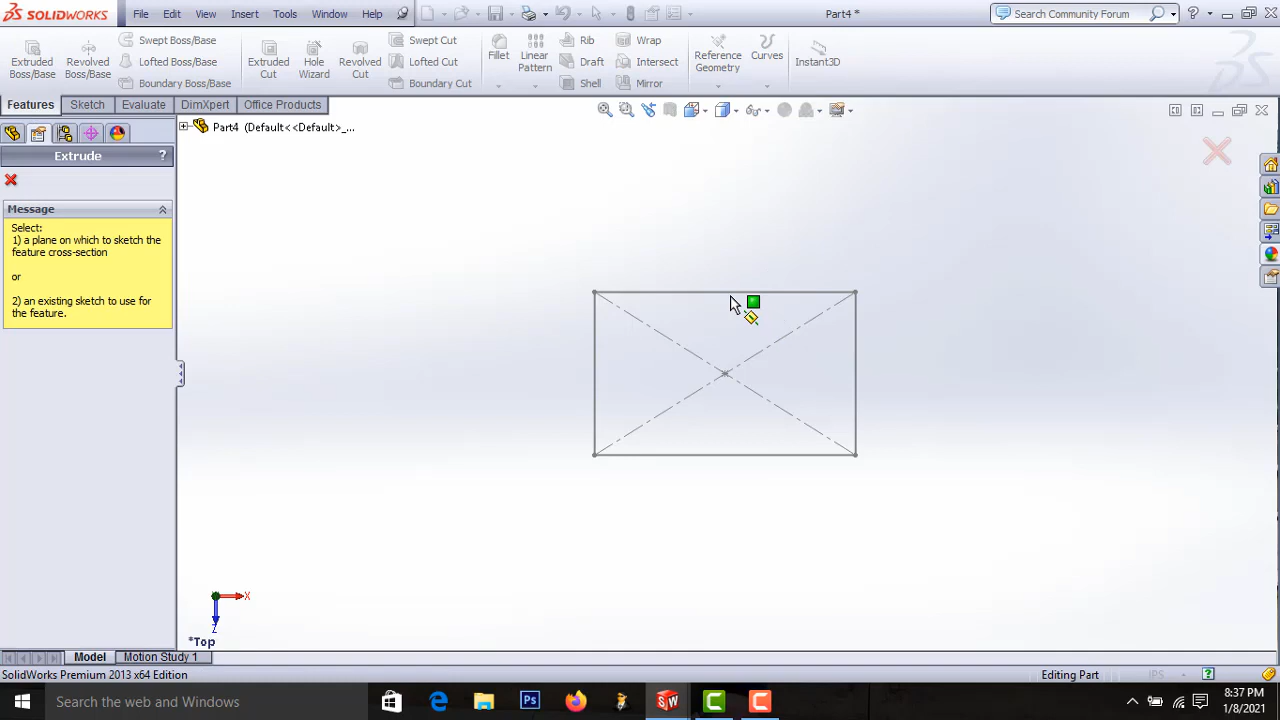 SOLIDWORKS File Edit View Insert Tools Window Help Part4 * Search Community Forum
Extruded Boss/Base
Revolved Boss/Base
Swept Boss/Base
Lofted Boss/Base
Boundary Boss/Base
Extruded Cut
Hole Wizard
Revolved Cut
Swept Cut
Lofted Cut
Boundary Cut
Fillet
Linear Pattern
Rib
Draft
Shell
Wrap
Intersect
Mirror
Reference Geometry
Curves
Instant3D
Features Sketch Evaluate DimXpert Office Products
Part4 (Default<<Default>_...
Extrude ?
Message
Select:
1) a plane on which to sketch the
feature cross-section
or
2) an existing sketch to use for
the feature.
X
Z
*Top
Model Motion Study 1
SolidWorks Premium 2013 x64 Edition Editing Part IPS
Search the web and Windows
Ps
SW
8:37 PM
1/8/2021